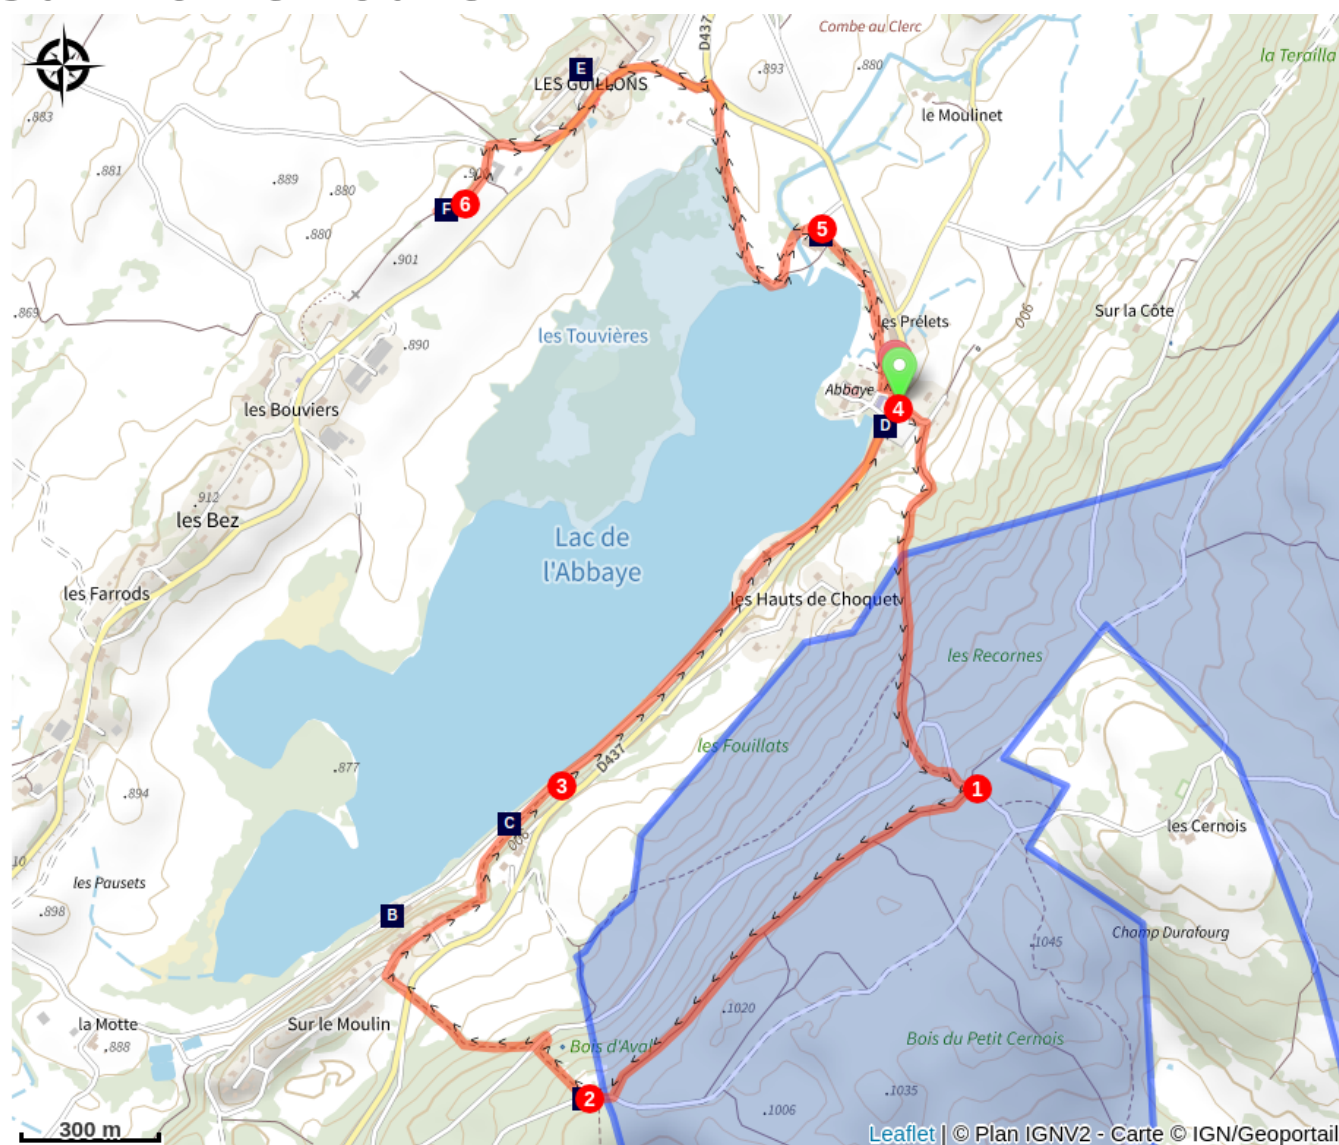 D437
Combe au Clerc
.893
.880
la Terailla
E
LES GUILLONS
le Moulinet
.883
.881
.889
.880
F
6
5
.880
.901
.869
les Touvières
les Prélets
900
Sur la Côte
.890
Abbaye
les Bouviers
4
D
.912
les Bez
Lac de
l'Abbaye
les Farrods
les Hauts de Choquet
les Recornes
les Fouillats
D437
.877
3
1
.894
C
les Cernois
les Pausets
.898
B
Champ Durafourg
.1045
.1020
la Motte
.888
Sur le Moulin
Bois d'Aval
Bois du Petit Cernois
2
.1035
.1006
300 m
Leaflet | © Plan IGNV2 - Carte © IGN/Geoportail